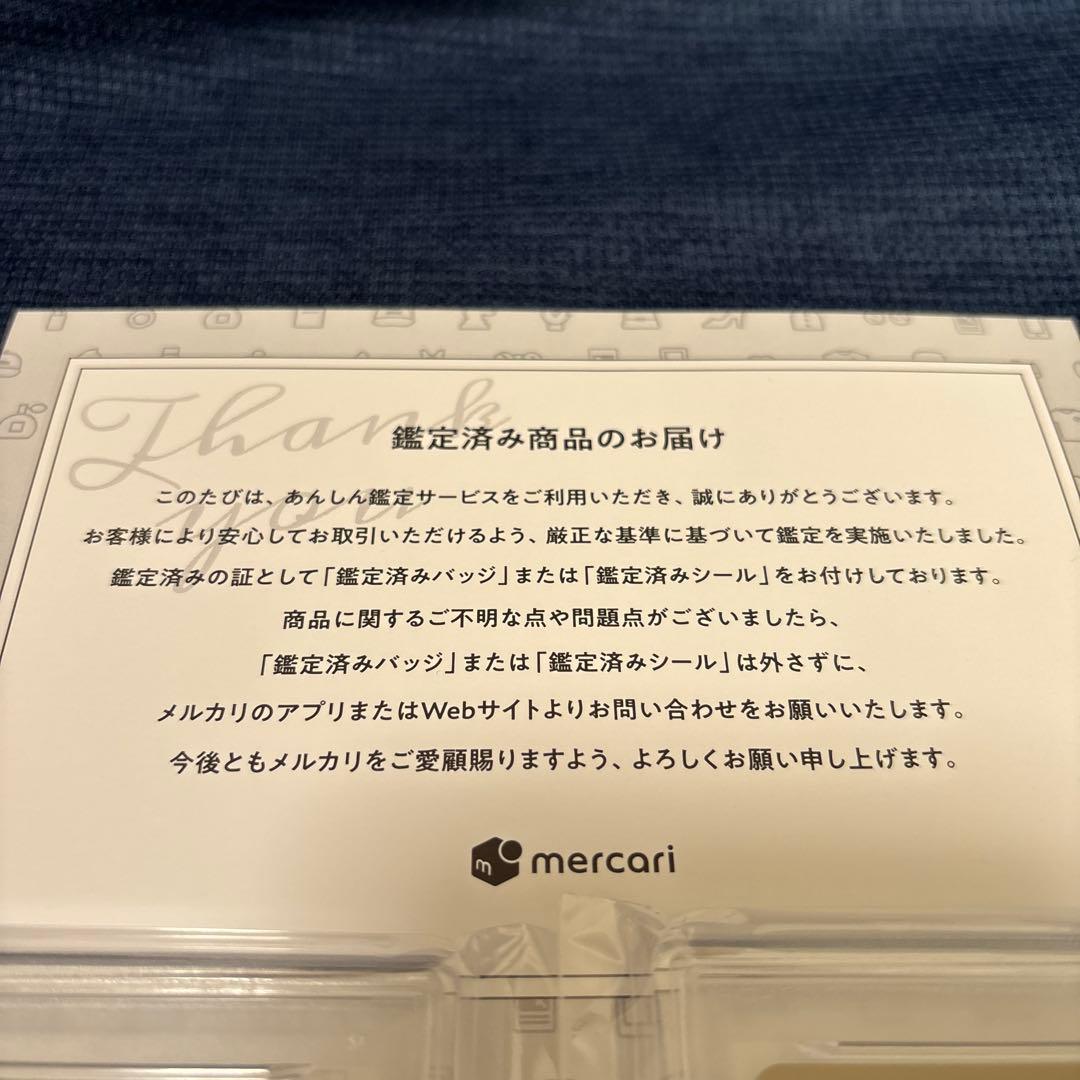 Thank you
鑑定済み商品のお届け
このたびは、あんしん鑑定サービスをご利用いただき、誠にありがとうございます。
お客様により安心してお取引いただけるよう、厳正な基準に基づいて鑑定を実施いたしました。
鑑定済みの証として「鑑定済みバッジ」または「鑑定済みシール」をお付けしております。
商品に関するご不明な点や問題点がございましたら、
「鑑定済みバッジ」または「鑑定済みシール」は外さずに、
メルカリのアプリまたはWebサイトよりお問い合わせをお願いいたします。
今後ともメルカリをご愛顧賜りますよう、よろしくお願い申し上げます。
m mercari